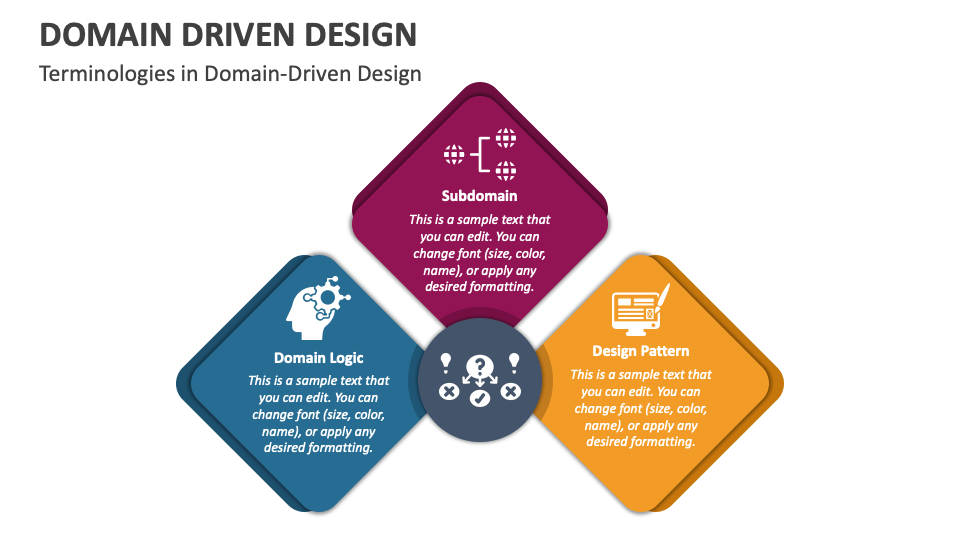 DOMAIN DRIVEN DESIGN
Terminologies in Domain-Driven Design
Subdomain
This is a sample text that
you can edit. You can
change font (size, color,
name), or apply any
desired formatting.
Domain Logic
This is a sample text that
you can edit. You can
change font (size, color,
name), or apply any
desired formatting.
Design Pattern
This is a sample text that
you can edit. You can
change font (size, color,
name), or apply any
desired formatting.